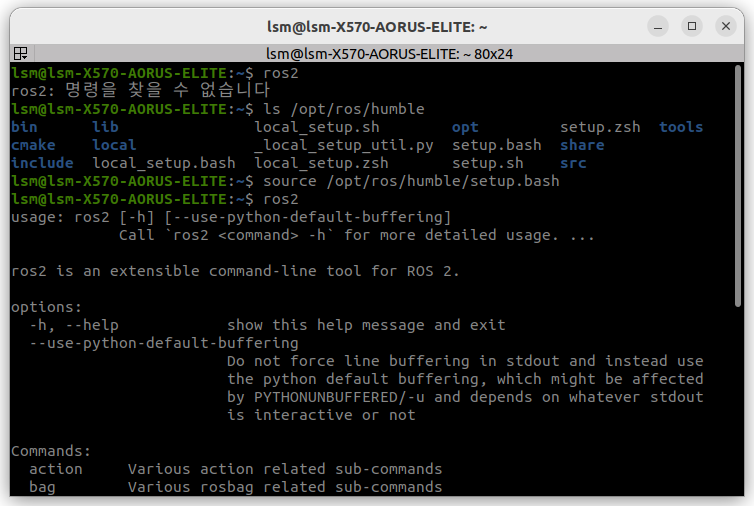 lsm@lsm-X570-AORUS-ELITE: ~
lsm@lsm-X570-AORUS-ELITE: ~ 80x24
lsm@lsm-X570-AORUS-ELITE:~$ ros2
ros2: 명령을 찾을 수 없습니다
lsm@lsm-X570-AORUS-ELITE:~$ ls /opt/ros/humble
bin      lib               local_setup.sh        opt         setup.zsh  tools
cmake    local             _local_setup_util.py  setup.bash  share
include  local_setup.bash  local_setup.zsh       setup.sh    src
lsm@lsm-X570-AORUS-ELITE:~$ source /opt/ros/humble/setup.bash
lsm@lsm-X570-AORUS-ELITE:~$ ros2
usage: ros2 [-h] [--use-python-default-buffering]
            Call `ros2 <command> -h` for more detailed usage. ...
ros2 is an extensible command-line tool for ROS 2.
options:
  -h, --help            show this help message and exit
  --use-python-default-buffering
                        Do not force line buffering in stdout and instead use
                        the python default buffering, which might be affected
                        by PYTHONUNBUFFERED/-u and depends on whatever stdout
                        is interactive or not
Commands:
  action     Various action related sub-commands
  bag        Various rosbag related sub-commands